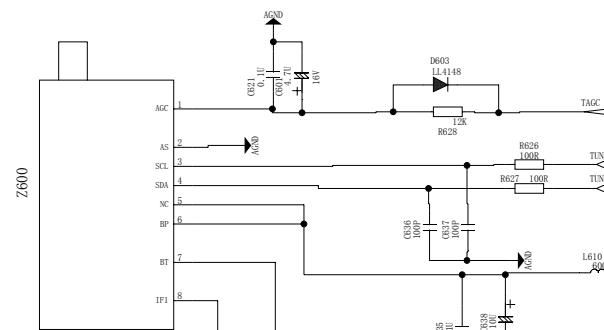 AGND
D603
LL4148
C621
0.1U
C601
4.7U
16V
+
AGC
1
TAGC
12K
R628
AS
2
AGND
R626
100R
TUN
SCL
3
Z600
R627 100R
TUN
SDA
4
NC
5
BP
6
C636
100P
C637
100P
AGND
L610
600
BT
7
+
IF1
8
35
U
C638
10U